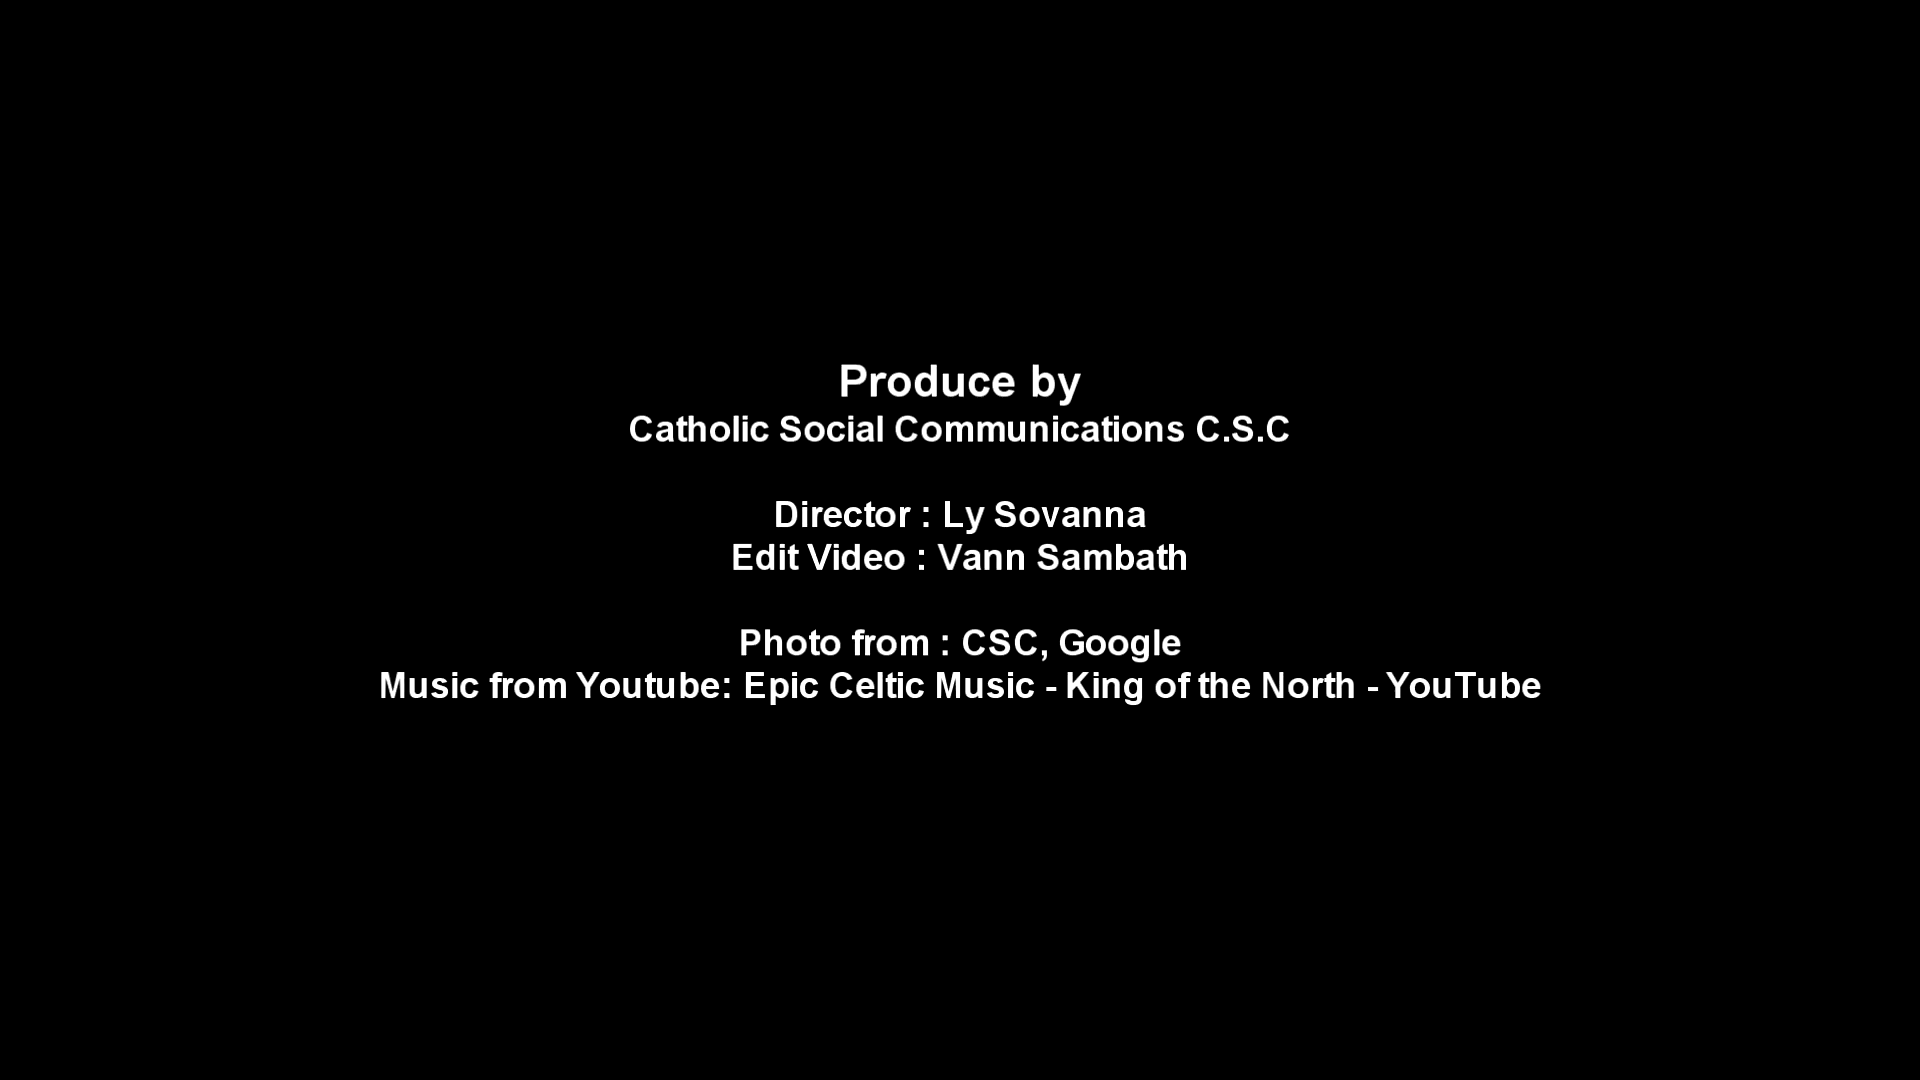 Produce by
Catholic Social Communications C.S.C
Director : Ly Sovanna
Edit Video : Vann Sambath
Photo from : CSC, Google
Music from Youtube: Epic Celtic Music - King of the North - YouTube